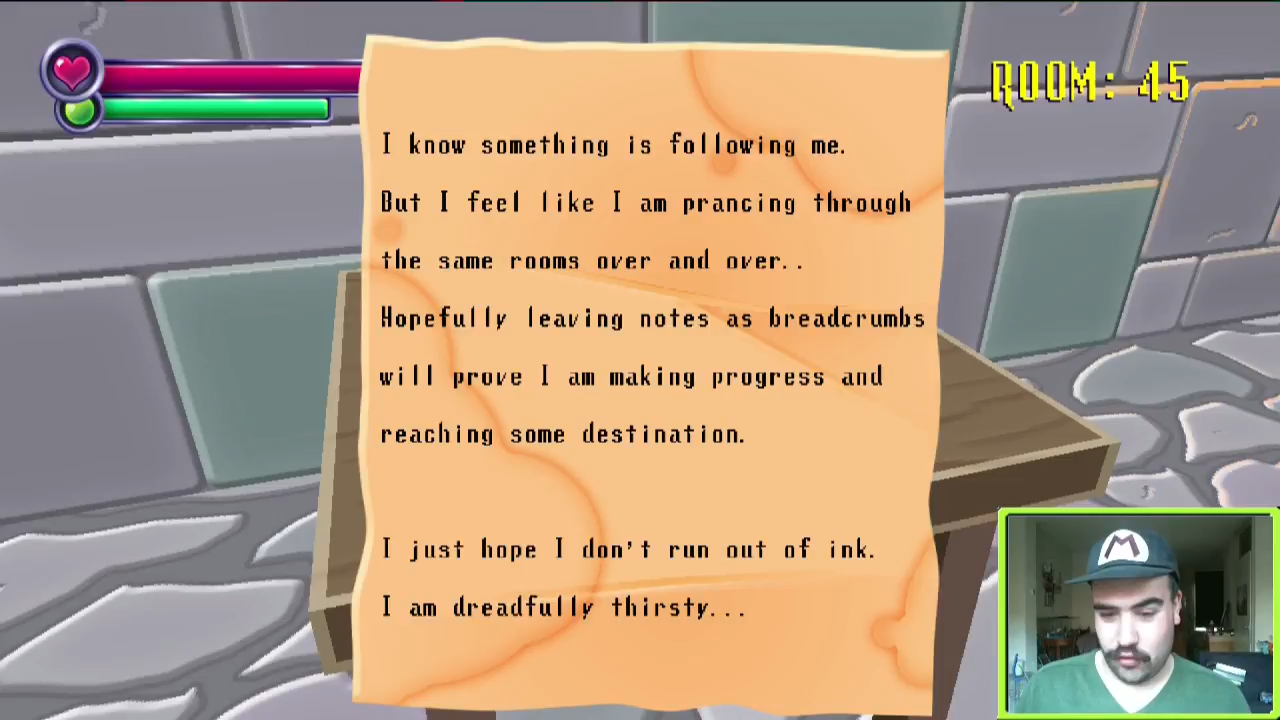 ROOM: 45
I know something is following me.
But I feel like I am prancing through
the same rooms over and over..
Hopefully leaving notes as breadcrumbs
will prove I am making progress and
reaching some destination.
I just hope I don't run out of ink.
I am dreadfully thirsty...
M